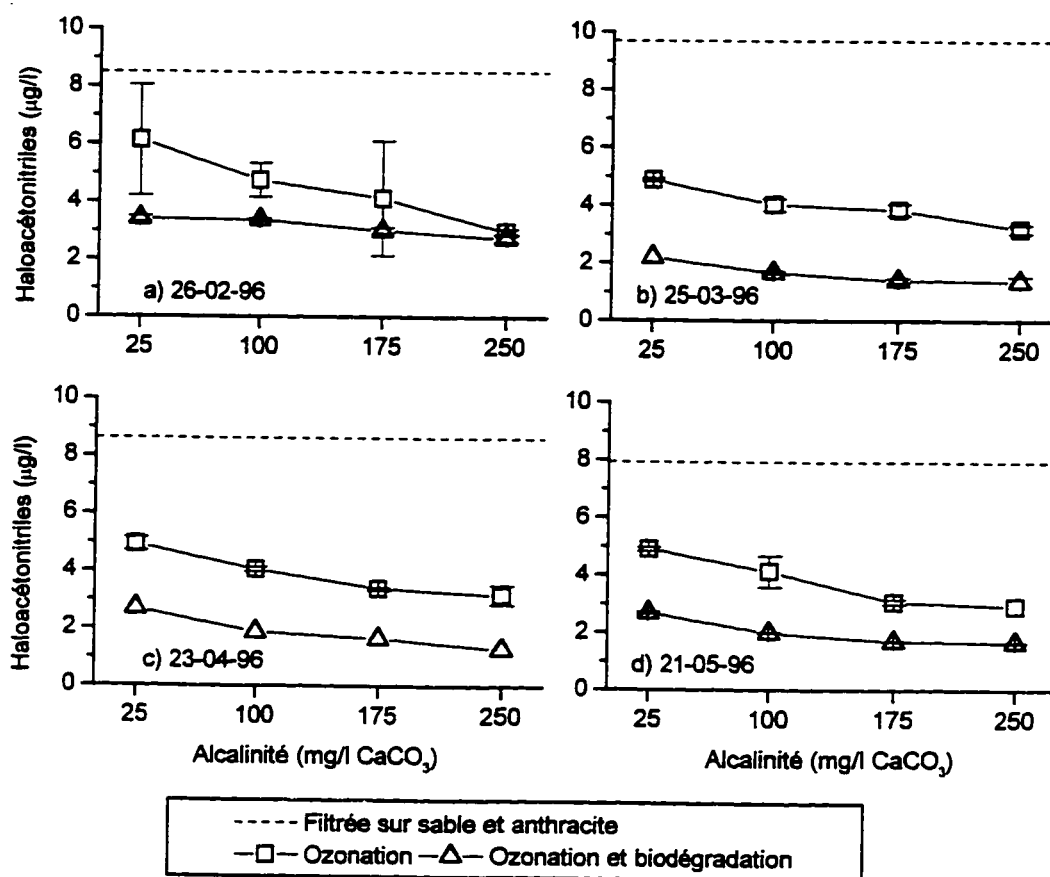 10
8
6
4
2
0
Haloacétonitriles (µg/l)
a) 26-02-96
25 100 175 250
10
8
6
4
2
0
b) 25-03-96
25 100 175 250
10
8
6
4
2
0
Haloacétonitriles (µg/l)
c) 23-04-96
25 100 175 250
Alcalinité (mg/l CaCO₃)
10
8
6
4
2
0
d) 21-05-96
25 100 175 250
Alcalinité (mg/l CaCO₃)
Filtrée sur sable et anthracite
Ozonation Ozonation et biodégradation